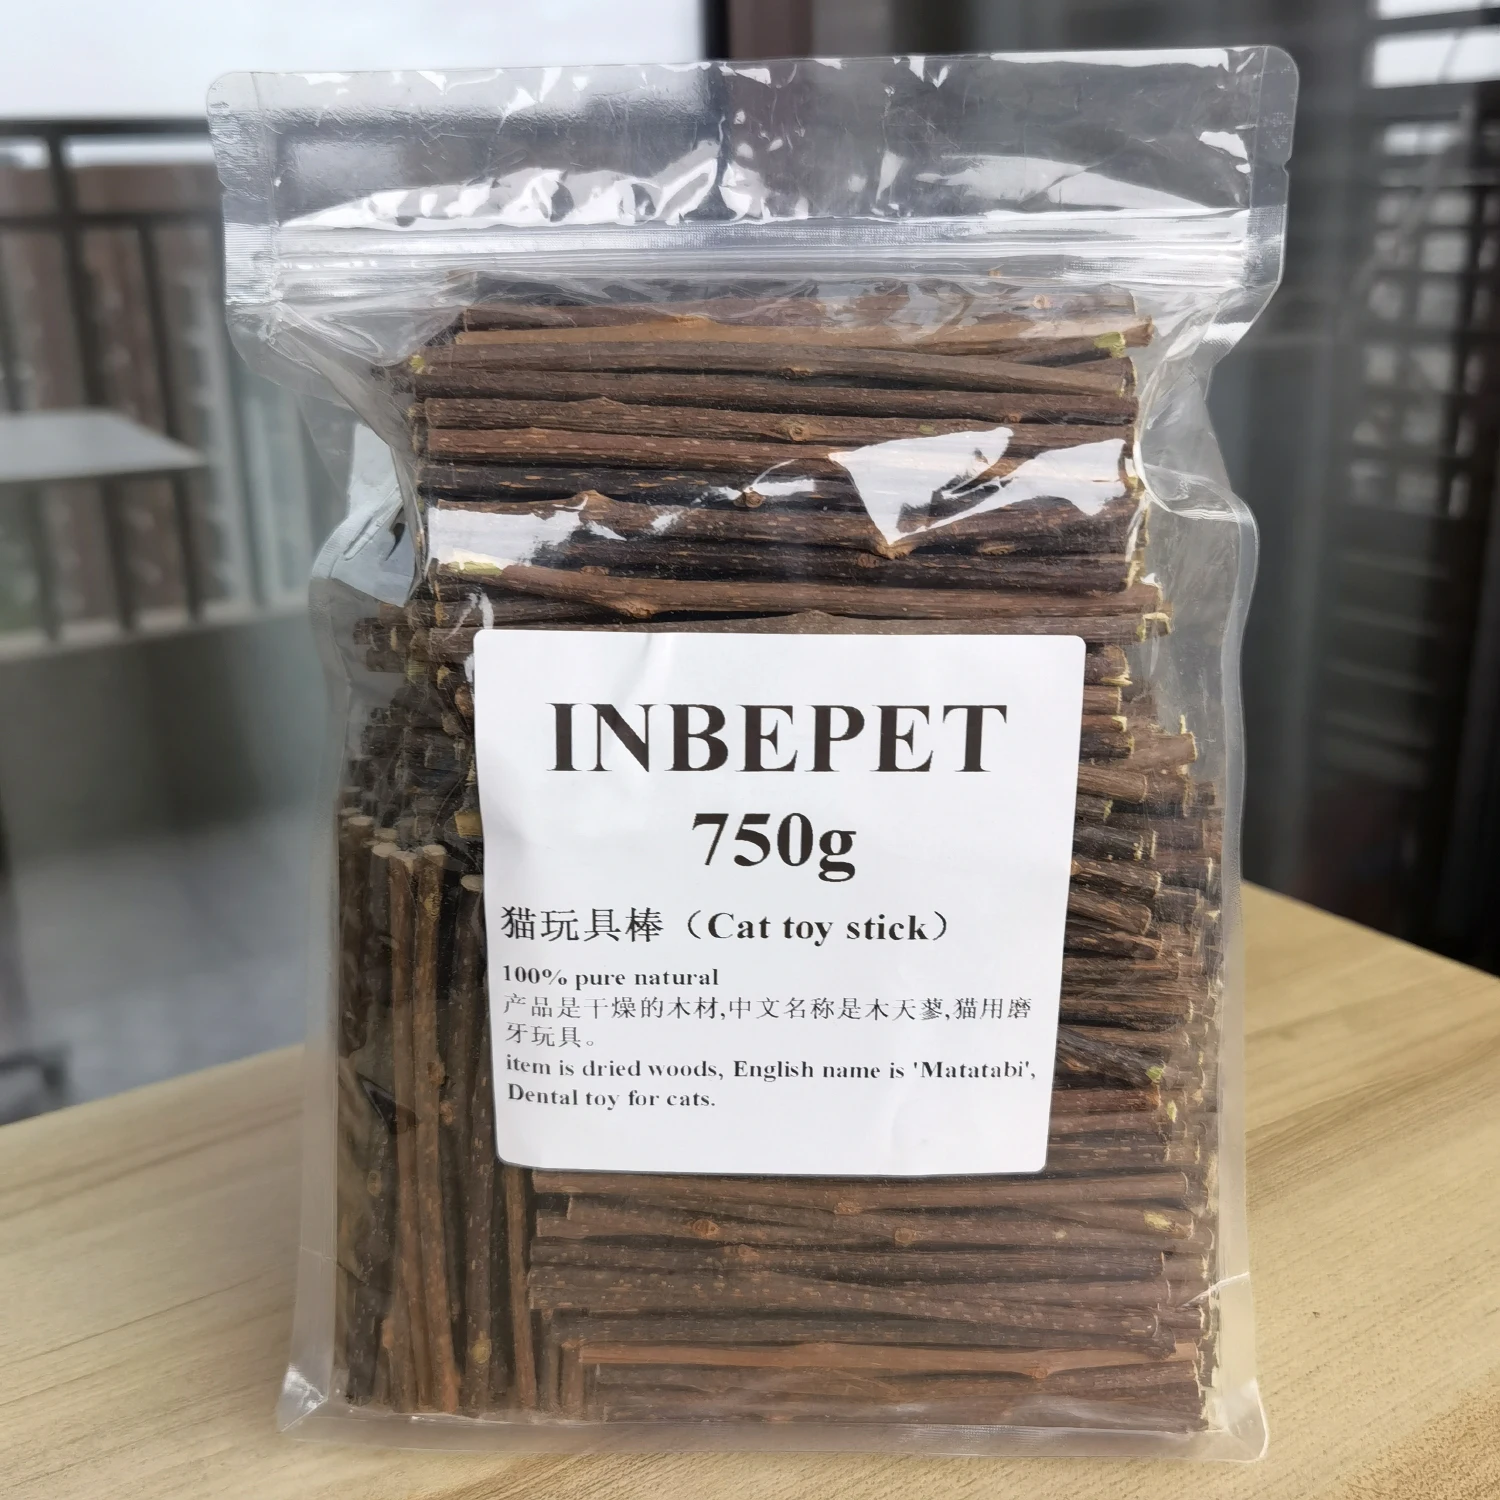 INBEPET
750g
猫玩具棒（Cat toy stick）
100% pure natural
产品是干燥的木材,中文名称是木天蓼,猫用磨
牙玩具。
item is dried woods, English name is 'Matatabi',
Dental toy for cats.